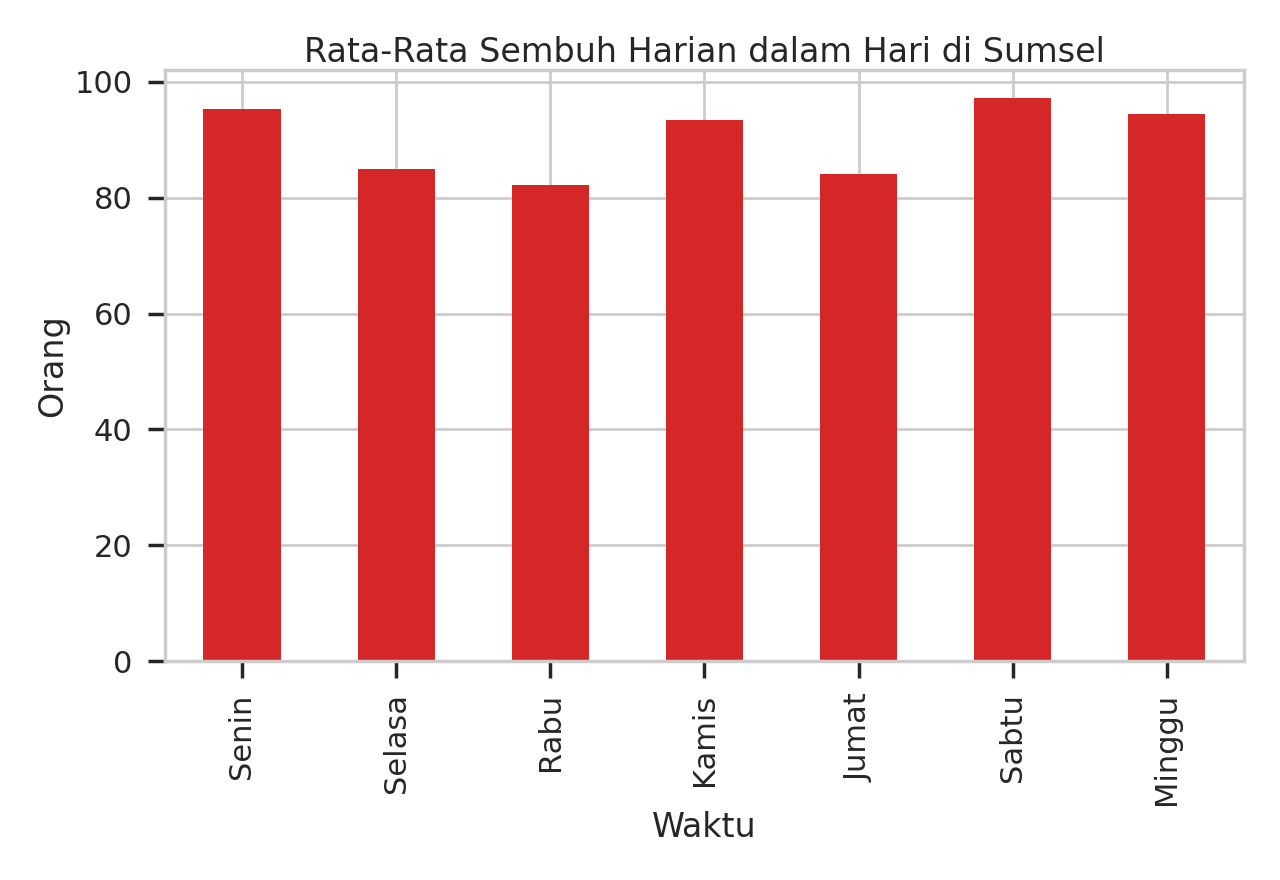 Rata-Rata Sembuh Harian dalam Hari di Sumsel
100
80
60
40
20
0
Orang
Senin
Selasa
Rabu
Kamis
Jumat
Sabtu
Minggu
Waktu